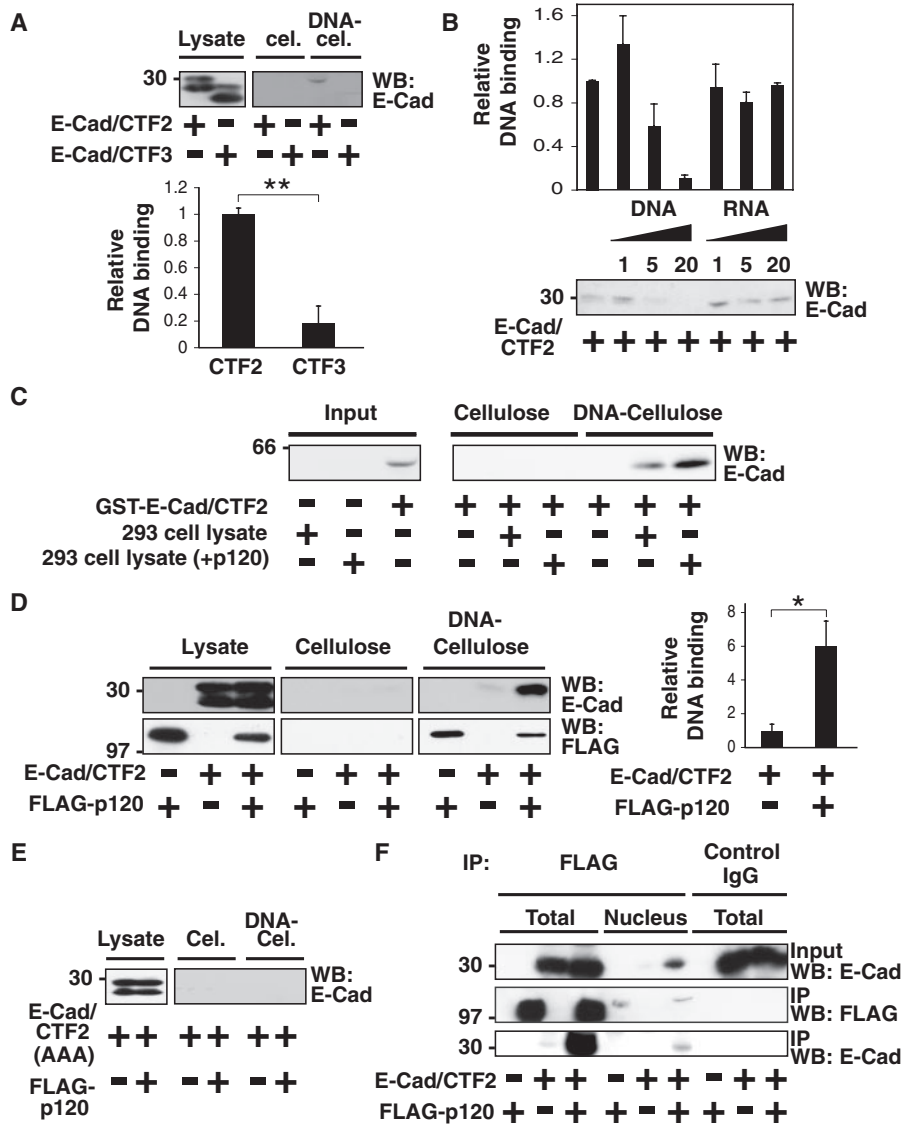 A
Lysate cel. DNA-cel.
30
WB: E-Cad
E-Cad/CTF2 + - + - + -
E-Cad/CTF3 - + - + - +
Relative DNA binding
1.2
1
0.8
0.6
0.4
0.2
0
**
CTF2 CTF3
B
Relative DNA binding
1.6
1.2
0.8
0.4
0
DNA RNA
1 5 20 1 5 20
30
WB: E-Cad
E-Cad/CTF2 + + + + + + +
C
Input Cellulose DNA-Cellulose
66
WB: E-Cad
GST-E-Cad/CTF2 - - + + + + + + +
293 cell lysate + - - - + - - + -
293 cell lysate (+p120) - + - - - + - - +
D
Lysate Cellulose DNA-Cellulose
30
WB: E-Cad
WB: FLAG
97
E-Cad/CTF2 - + + - + + - + +
FLAG-p120 + - + + - + + - +
Relative DNA binding
8
6
4
2
0
*
E-Cad/CTF2 + +
FLAG-p120 - +
E
Lysate Cel. DNA-Cel.
30
WB: E-Cad
E-Cad/CTF2 (AAA) + + + + + +
FLAG-p120 - + - + - +
F
IP: FLAG Control IgG
Total Nucleus Total
30
Input WB: E-Cad
97
IP WB: FLAG
30
IP WB: E-Cad
E-Cad/CTF2 - + + - + + - + +
FLAG-p120 + - + + - + + - +